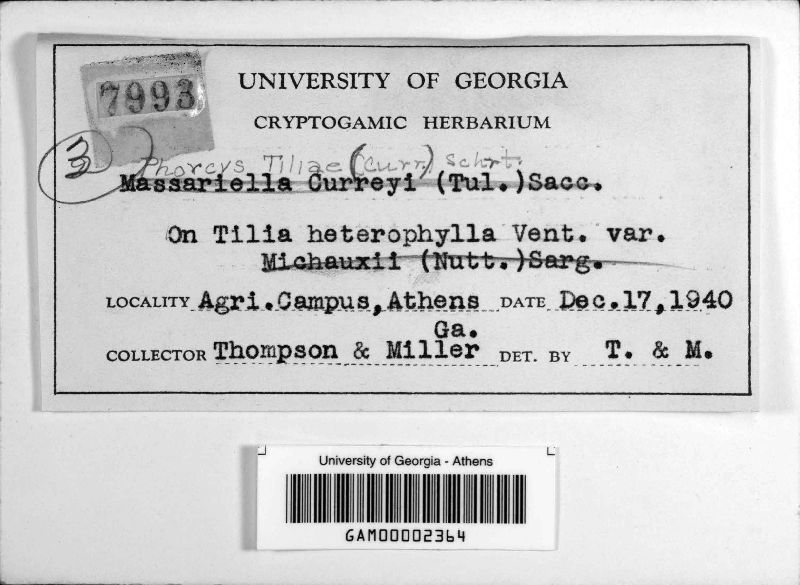 7993
UNIVERSITY OF GEORGIA
CRYPTOGAMIC HERBARIUM
3
Phorcys Tiliae (Curr.) Schrt.
Massariella Curreyi (Tul.)Sacc.
On Tilia heterophylla Vent. var.
Michauxii (Nutt.)Sarg.
LOCALITY Agri.Campus,Athens DATE Dec.17,1940
Ga.
COLLECTOR Thompson & Miller DET. BY T. & M.
University of Georgia - Athens
GAM00002364